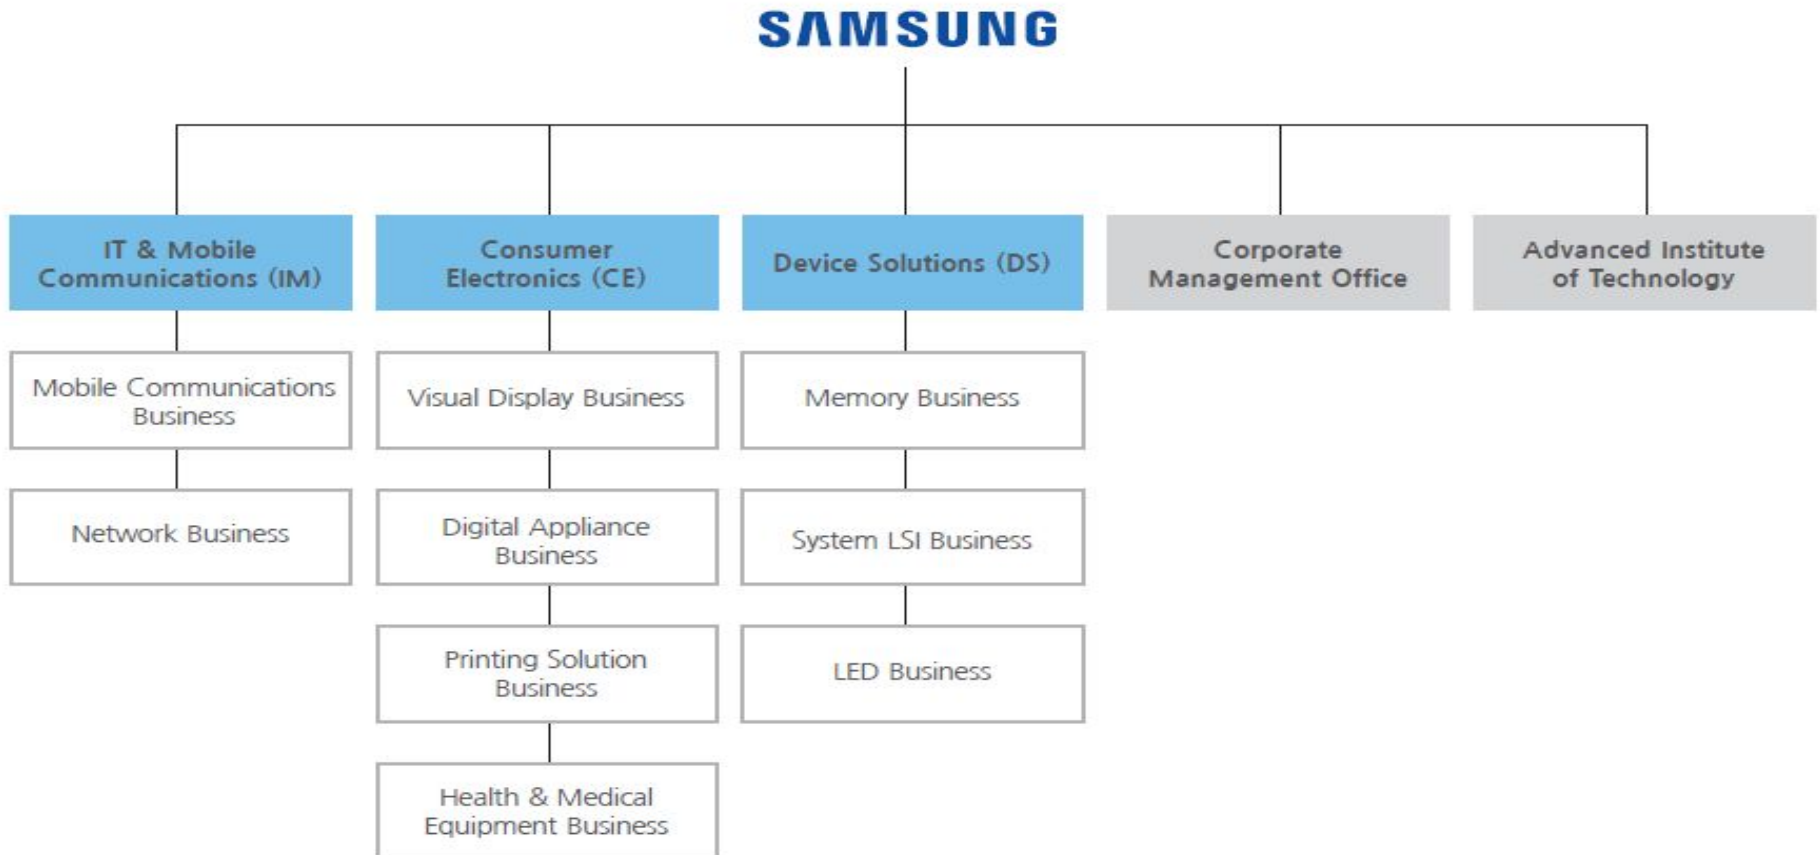 SAMSUNG
IT & Mobile
Communications (IM)
Consumer
Electronics (CE)
Device Solutions (DS)
Corporate
Management Office
Advanced Institute
of Technology
Mobile Communications
Business
Visual Display Business
Memory Business
Network Business
Digital Appliance
Business
System LSI Business
Printing Solution
Business
LED Business
Health & Medical
Equipment Business